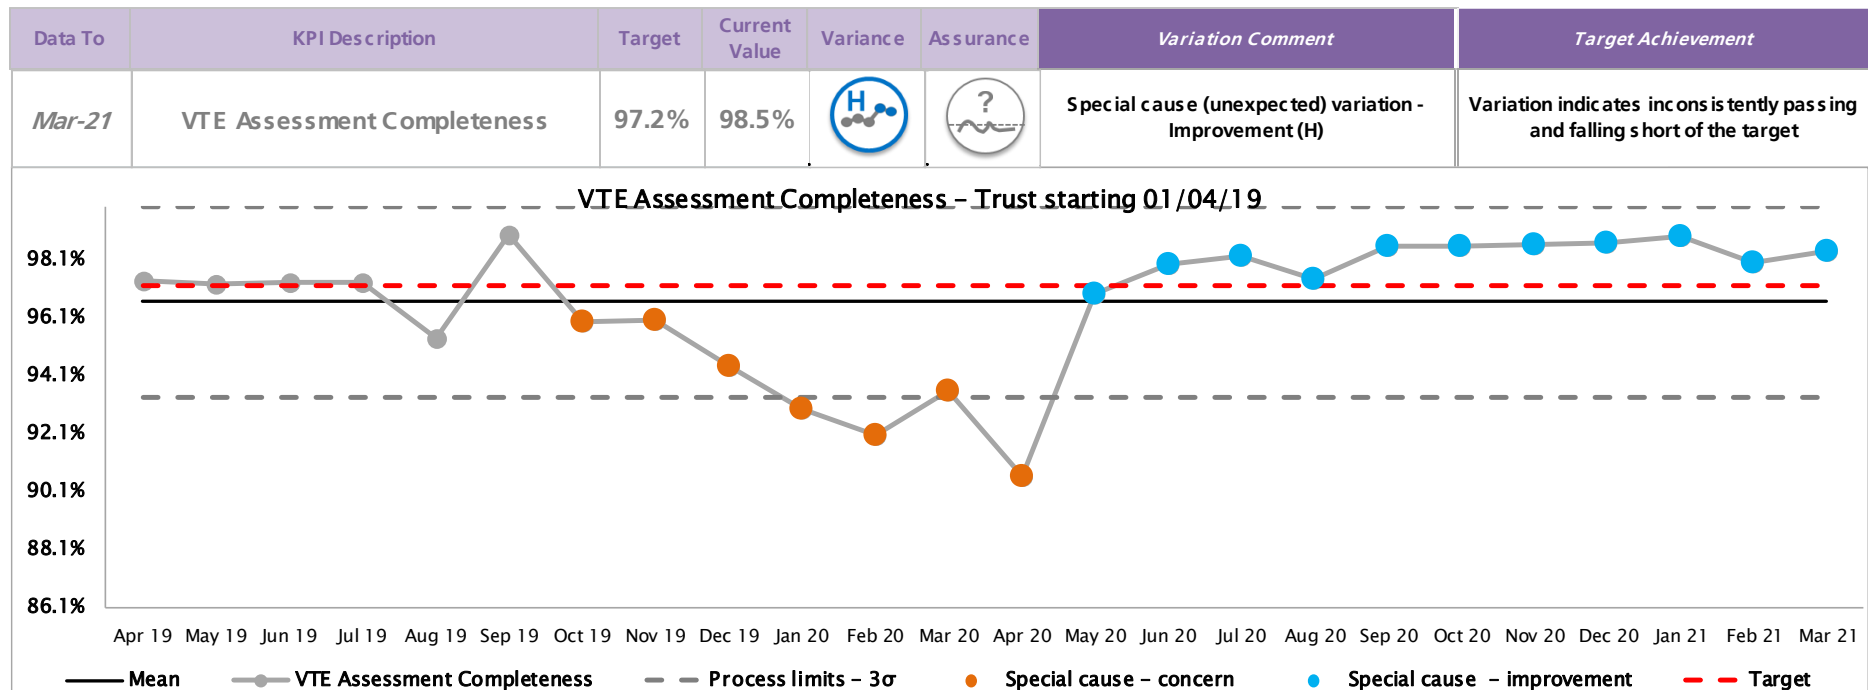 Data To KPI Description Target Current Value Variance Assurance Variation Comment Target Achievement
Mar-21 VTE Assessment Completeness 97.2% 98.5% H ? Special cause (unexpected) variation - Improvement (H) Variation indicates inconsistently passing and falling short of the target
VTE Assessment Completeness – Trust starting 01/04/19
98.1%
96.1%
94.1%
92.1%
90.1%
88.1%
86.1%
Apr 19 May 19 Jun 19 Jul 19 Aug 19 Sep 19 Oct 19 Nov 19 Dec 19 Jan 20 Feb 20 Mar 20 Apr 20 May 20 Jun 20 Jul 20 Aug 20 Sep 20 Oct 20 Nov 20 Dec 20 Jan 21 Feb 21 Mar 21
Mean VTE Assessment Completeness Process limits – 3σ Special cause – concern Special cause – improvement Target